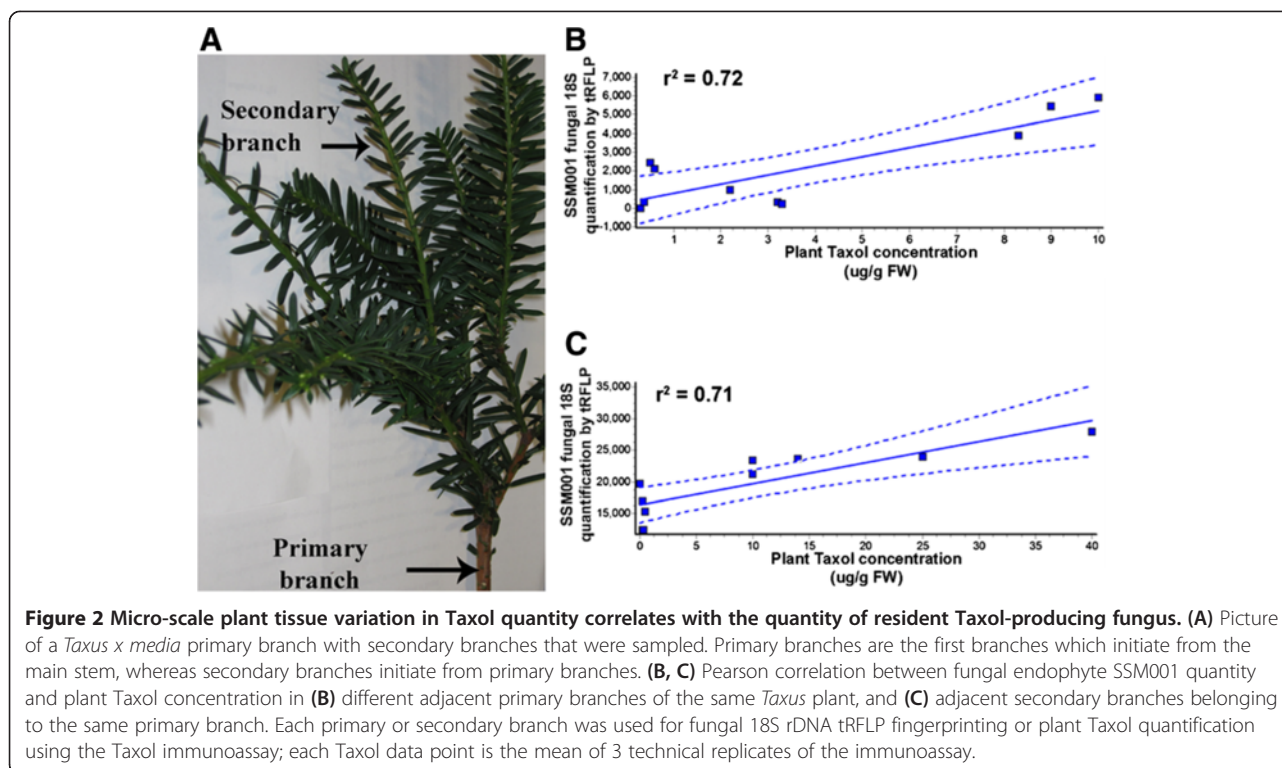 A
Secondary
branch
Primary
branch
B
r² = 0.72
SSM001 fungal 18S
quantification by tRFLP
7,000
6,000
5,000
4,000
3,000
2,000
1,000
0
-1,000
1 2 3 4 5 6 7 8 9 10
Plant Taxol concentration
(ug/g FW)
C
r² = 0.71
SSM001 fungal 18S
quantification by tRFLP
35,000
30,000
25,000
20,000
15,000
0 5 10 15 20 25 30 35 40
Plant Taxol concentration
(ug/g FW)
Figure 2 Micro-scale plant tissue variation in Taxol quantity correlates with the quantity of resident Taxol-producing fungus. (A) Picture
of a Taxus x media primary branch with secondary branches that were sampled. Primary branches are the first branches which initiate from the
main stem, whereas secondary branches initiate from primary branches. (B, C) Pearson correlation between fungal endophyte SSM001 quantity
and plant Taxol concentration in (B) different adjacent primary branches of the same Taxus plant, and (C) adjacent secondary branches belonging
to the same primary branch. Each primary or secondary branch was used for fungal 18S rDNA tRFLP fingerprinting or plant Taxol quantification
using the Taxol immunoassay; each Taxol data point is the mean of 3 technical replicates of the immunoassay.